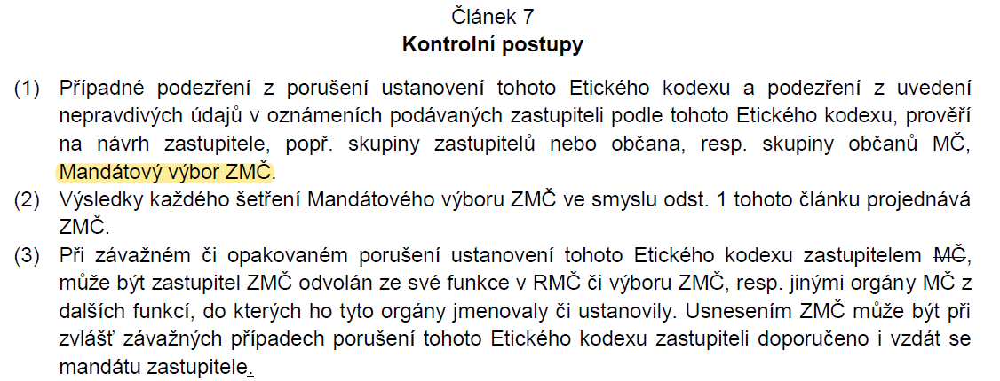 Článek 7
Kontrolní postupy
(1) Případné podezření z porušení ustanovení tohoto Etického kodexu a podezření z uvedení
nepravdivých údajů v oznámeních podávaných zastupiteli podle tohoto Etického kodexu, prověří
na návrh zastupitele, popř. skupiny zastupitelů nebo občana, resp. skupiny občanů MČ,
Mandátový výbor ZMČ.
(2) Výsledky každého šetření Mandátového výboru ZMČ ve smyslu odst. 1 tohoto článku projednává
ZMČ.
(3) Při závažném či opakovaném porušení ustanovení tohoto Etického kodexu zastupitelem MČ,
může být zastupitel ZMČ odvolán ze své funkce v RMČ či výboru ZMČ, resp. jinými orgány MČ z
dalších funkcí, do kterých ho tyto orgány jmenovaly či ustanovily. Usnesením ZMČ může být při
zvlášť závažných případech porušení tohoto Etického kodexu zastupiteli doporučeno i vzdát se
mandátu zastupitele.